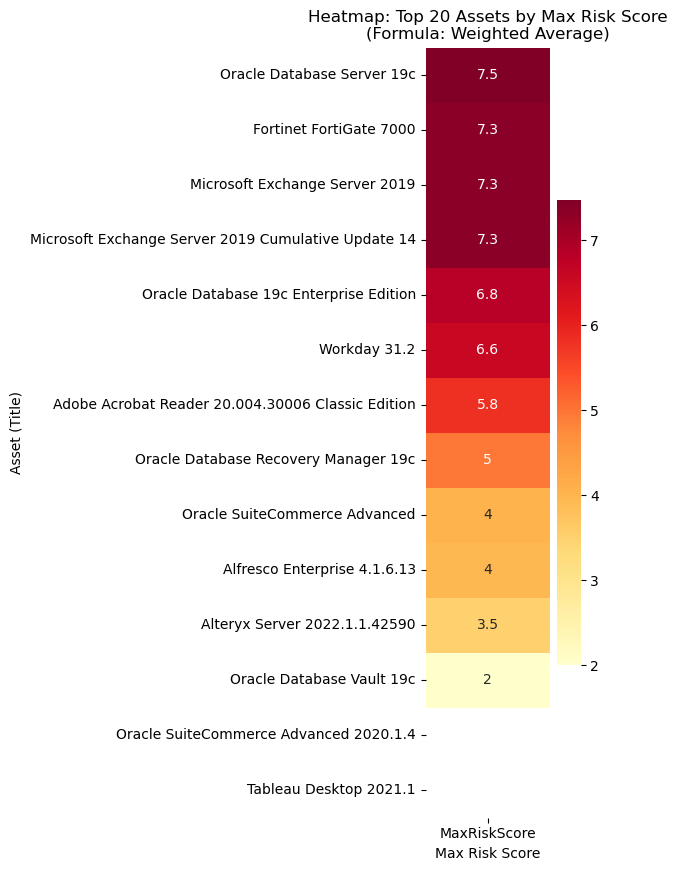 Heatmap: Top 20 Assets by Max Risk Score
(Formula: Weighted Average)
Asset (Title)
Oracle Database Server 19c 7.5
Fortinet FortiGate 7000 7.3
Microsoft Exchange Server 2019 7.3
Microsoft Exchange Server 2019 Cumulative Update 14 7.3
Oracle Database 19c Enterprise Edition 6.8
Workday 31.2 6.6
Adobe Acrobat Reader 20.004.30006 Classic Edition 5.8
Oracle Database Recovery Manager 19c 5
Oracle SuiteCommerce Advanced 4
Alfresco Enterprise 4.1.6.13 4
Alteryx Server 2022.1.1.42590 3.5
Oracle Database Vault 19c 2
Oracle SuiteCommerce Advanced 2020.1.4
Tableau Desktop 2021.1
MaxRiskScore
Max Risk Score
7
6
5
4
3
2